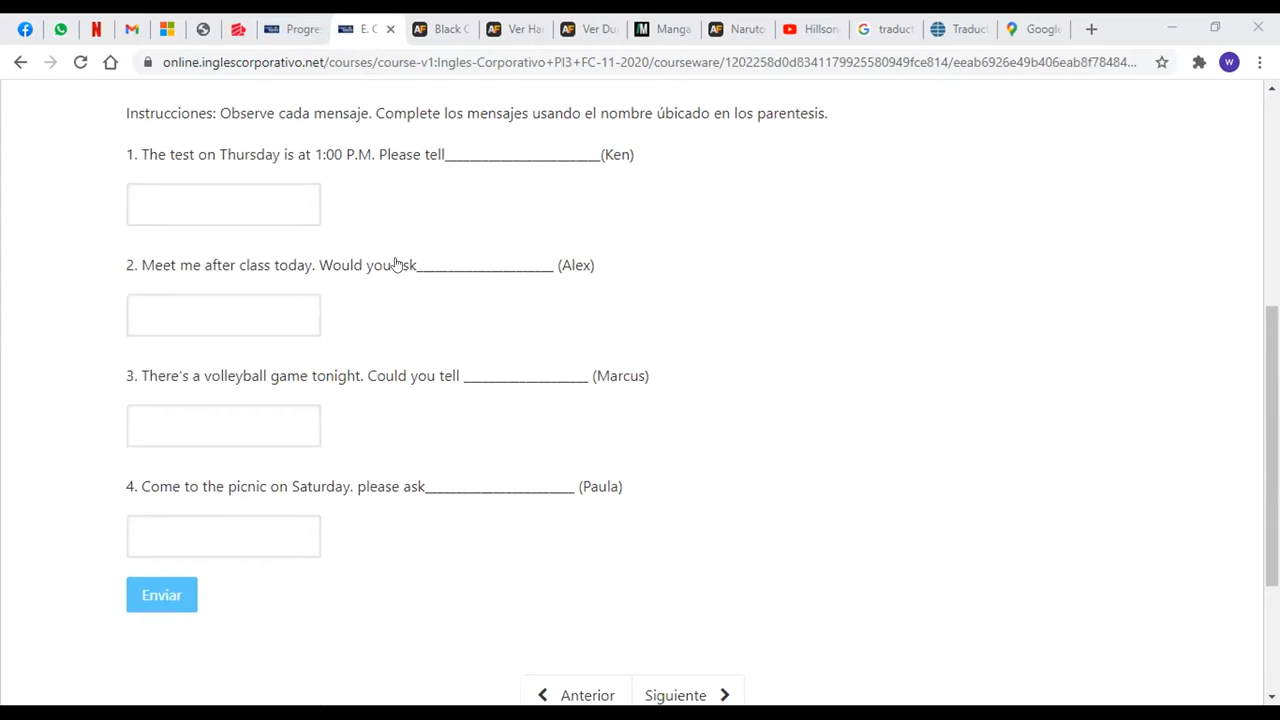 Progre
E. C
Black C
Ver Ha
Ver Du
Manga
Naruto
Hillson
traduct
Traduct
Google
online.inglescorporativo.net/courses/course-v1:Ingles-Corporativo+PI3+FC-11-2020/courseware/1202258d0d8341179925580949fce814/eeab6926e49b406eab8f78484...
w
Instrucciones: Observe cada mensaje. Complete los mensajes usando el nombre úbicado en los parentesis.
1. The test on Thursday is at 1:00 P.M. Please tell____________________(Ken)
2. Meet me after class today. Would you ask__________________ (Alex)
3. There's a volleyball game tonight. Could you tell ________________ (Marcus)
4. Come to the picnic on Saturday. please ask___________________ (Paula)
Enviar
Anterior
Siguiente